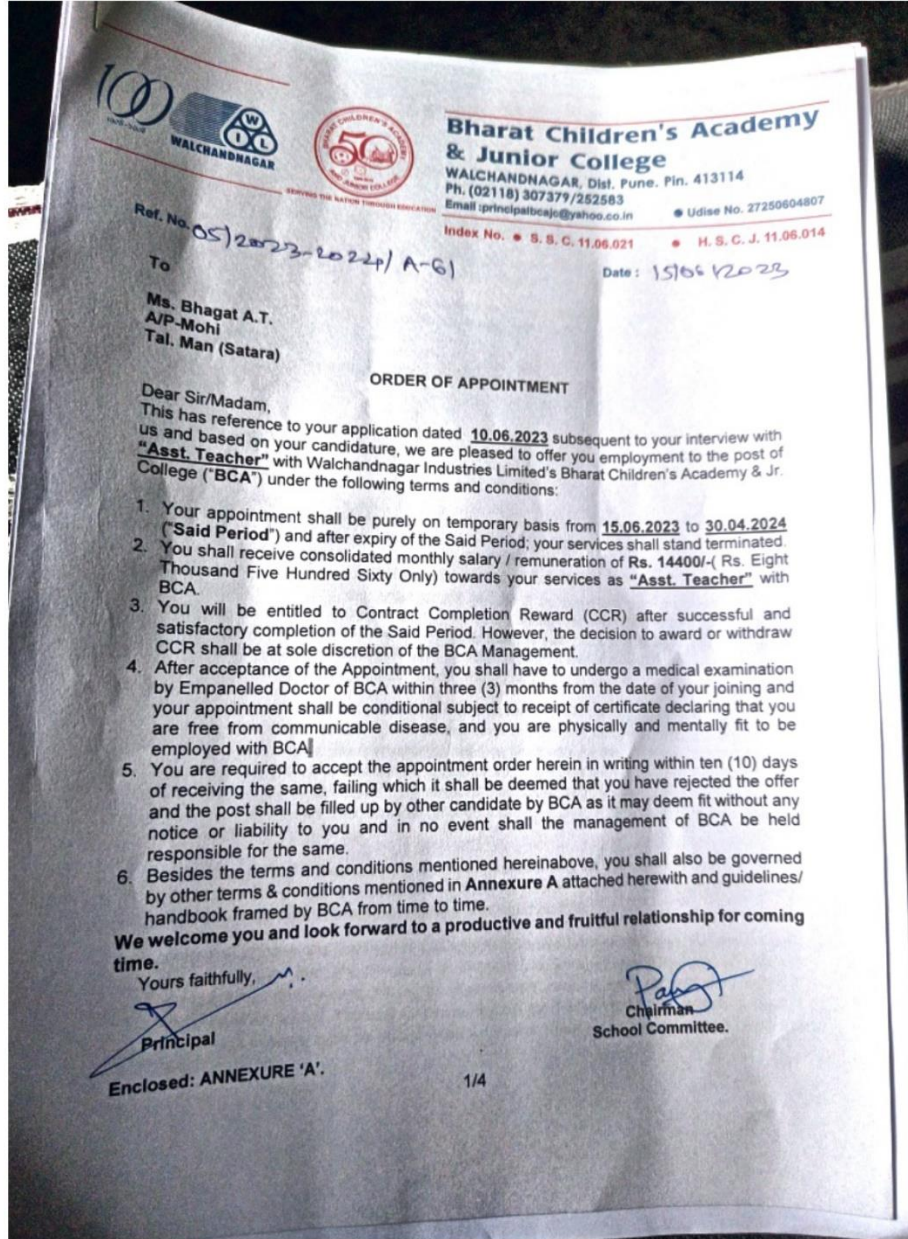 100
WALCHANDNAGAR
W I L
BHARAT CHILDREN'S ACADEMY
50
AND JUNIOR COLLEGE
SERVING THE NATION THROUGH EDUCATION
Bharat Children's Academy
& Junior College
WALCHANDNAGAR, Dist. Pune. Pin. 413114
Ph. (02118) 307379/252583
Email :principalbcajc@yahoo.co.in ● Udise No. 27250604807
Index No. ● S. S. C. 11.06.021 ● H. S. C. J. 11.06.014
Ref. No. 05/2023-2024/ A-61
Date : 15/06/2023
To
Ms. Bhagat A.T.
A/P-Mohi
Tal. Man (Satara)
ORDER OF APPOINTMENT
Dear Sir/Madam,
This has reference to your application dated 10.06.2023 subsequent to your interview with
us and based on your candidature, we are pleased to offer you employment to the post of
"Asst. Teacher" with Walchandnagar Industries Limited's Bharat Children's Academy & Jr.
College ("BCA") under the following terms and conditions:
1. Your appointment shall be purely on temporary basis from 15.06.2023 to 30.04.2024
("Said Period") and after expiry of the Said Period; your services shall stand terminated.
2. You shall receive consolidated monthly salary / remuneration of Rs. 14400/-( Rs. Eight
Thousand Five Hundred Sixty Only) towards your services as "Asst. Teacher" with
BCA.
3. You will be entitled to Contract Completion Reward (CCR) after successful and
satisfactory completion of the Said Period. However, the decision to award or withdraw
CCR shall be at sole discretion of the BCA Management.
4. After acceptance of the Appointment, you shall have to undergo a medical examination
by Empanelled Doctor of BCA within three (3) months from the date of your joining and
your appointment shall be conditional subject to receipt of certificate declaring that you
are free from communicable disease, and you are physically and mentally fit to be
employed with BCA.
5. You are required to accept the appointment order herein in writing within ten (10) days
of receiving the same, failing which it shall be deemed that you have rejected the offer
and the post shall be filled up by other candidate by BCA as it may deem fit without any
notice or liability to you and in no event shall the management of BCA be held
responsible for the same.
6. Besides the terms and conditions mentioned hereinabove, you shall also be governed
by other terms & conditions mentioned in Annexure A attached herewith and guidelines/
handbook framed by BCA from time to time.
We welcome you and look forward to a productive and fruitful relationship for coming
time.
Yours faithfully,
Principal
Chairman
School Committee.
Enclosed: ANNEXURE 'A'.
1/4